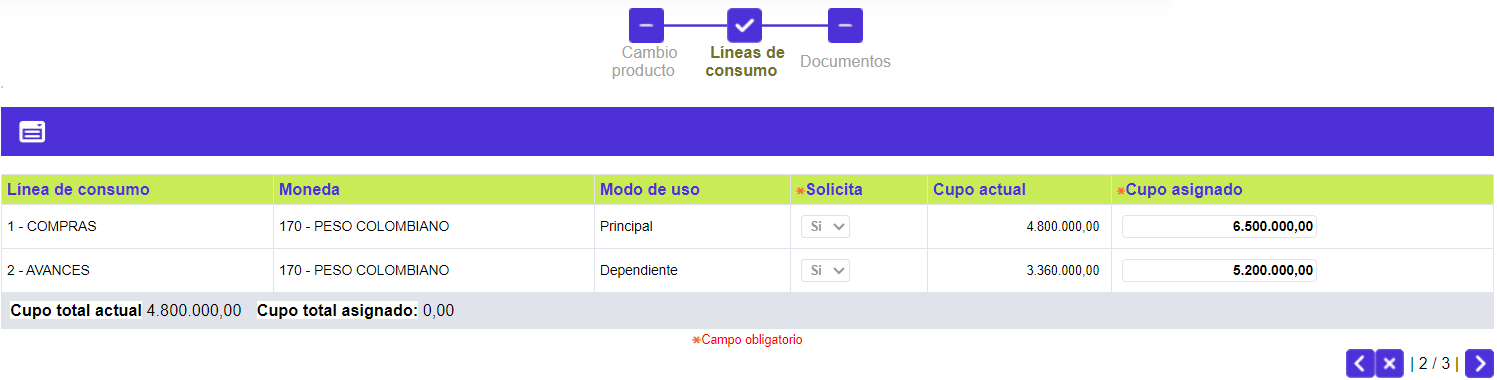 Cambio producto
Líneas de consumo
Documentos
Línea de consumo Moneda Modo de uso *Solicita Cupo actual *Cupo asignado
1 - COMPRAS 170 - PESO COLOMBIANO Principal Si 4.800.000,00 6.500.000,00
2 - AVANCES 170 - PESO COLOMBIANO Dependiente Si 3.360.000,00 5.200.000,00
Cupo total actual 4.800.000,00 Cupo total asignado: 0,00
*Campo obligatorio
| 2 / 3 |